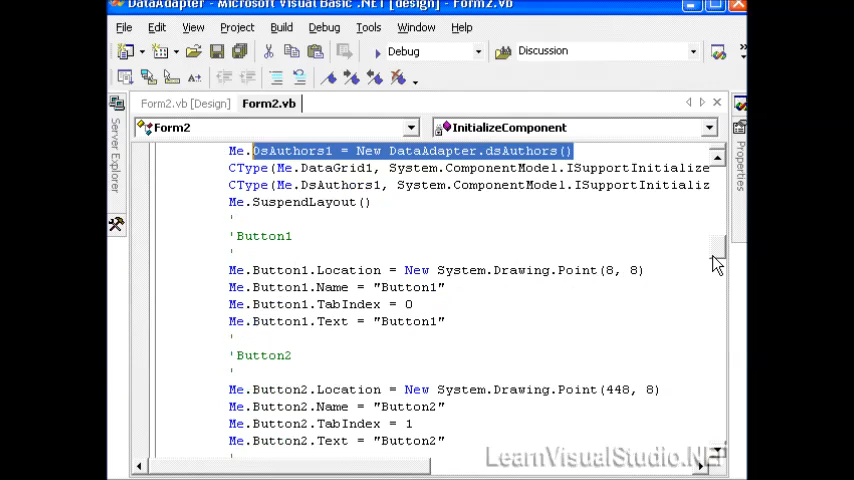 DataAdapter - Microsoft Visual Basic .NET [design] - Form2.vb
File Edit View Project Build Debug Tools Window Help
Debug Discussion
Form2.vb [Design] Form2.vb
Form2 InitializeComponent
Server Explorer
Properties
Me.DsAuthors1 = New DataAdapter.dsAuthors()
CType(Me.DataGrid1, System.ComponentModel.ISupportInitialize
CType(Me.DsAuthors1, System.ComponentModel.ISupportInitializ
Me.SuspendLayout()
'
'Button1
'
Me.Button1.Location = New System.Drawing.Point(8, 8)
Me.Button1.Name = "Button1"
Me.Button1.TabIndex = 0
Me.Button1.Text = "Button1"
'
'Button2
'
Me.Button2.Location = New System.Drawing.Point(448, 8)
Me.Button2.Name = "Button2"
Me.Button2.TabIndex = 1
Me.Button2.Text = "Button2"
'
LearnVisualStudio.NET